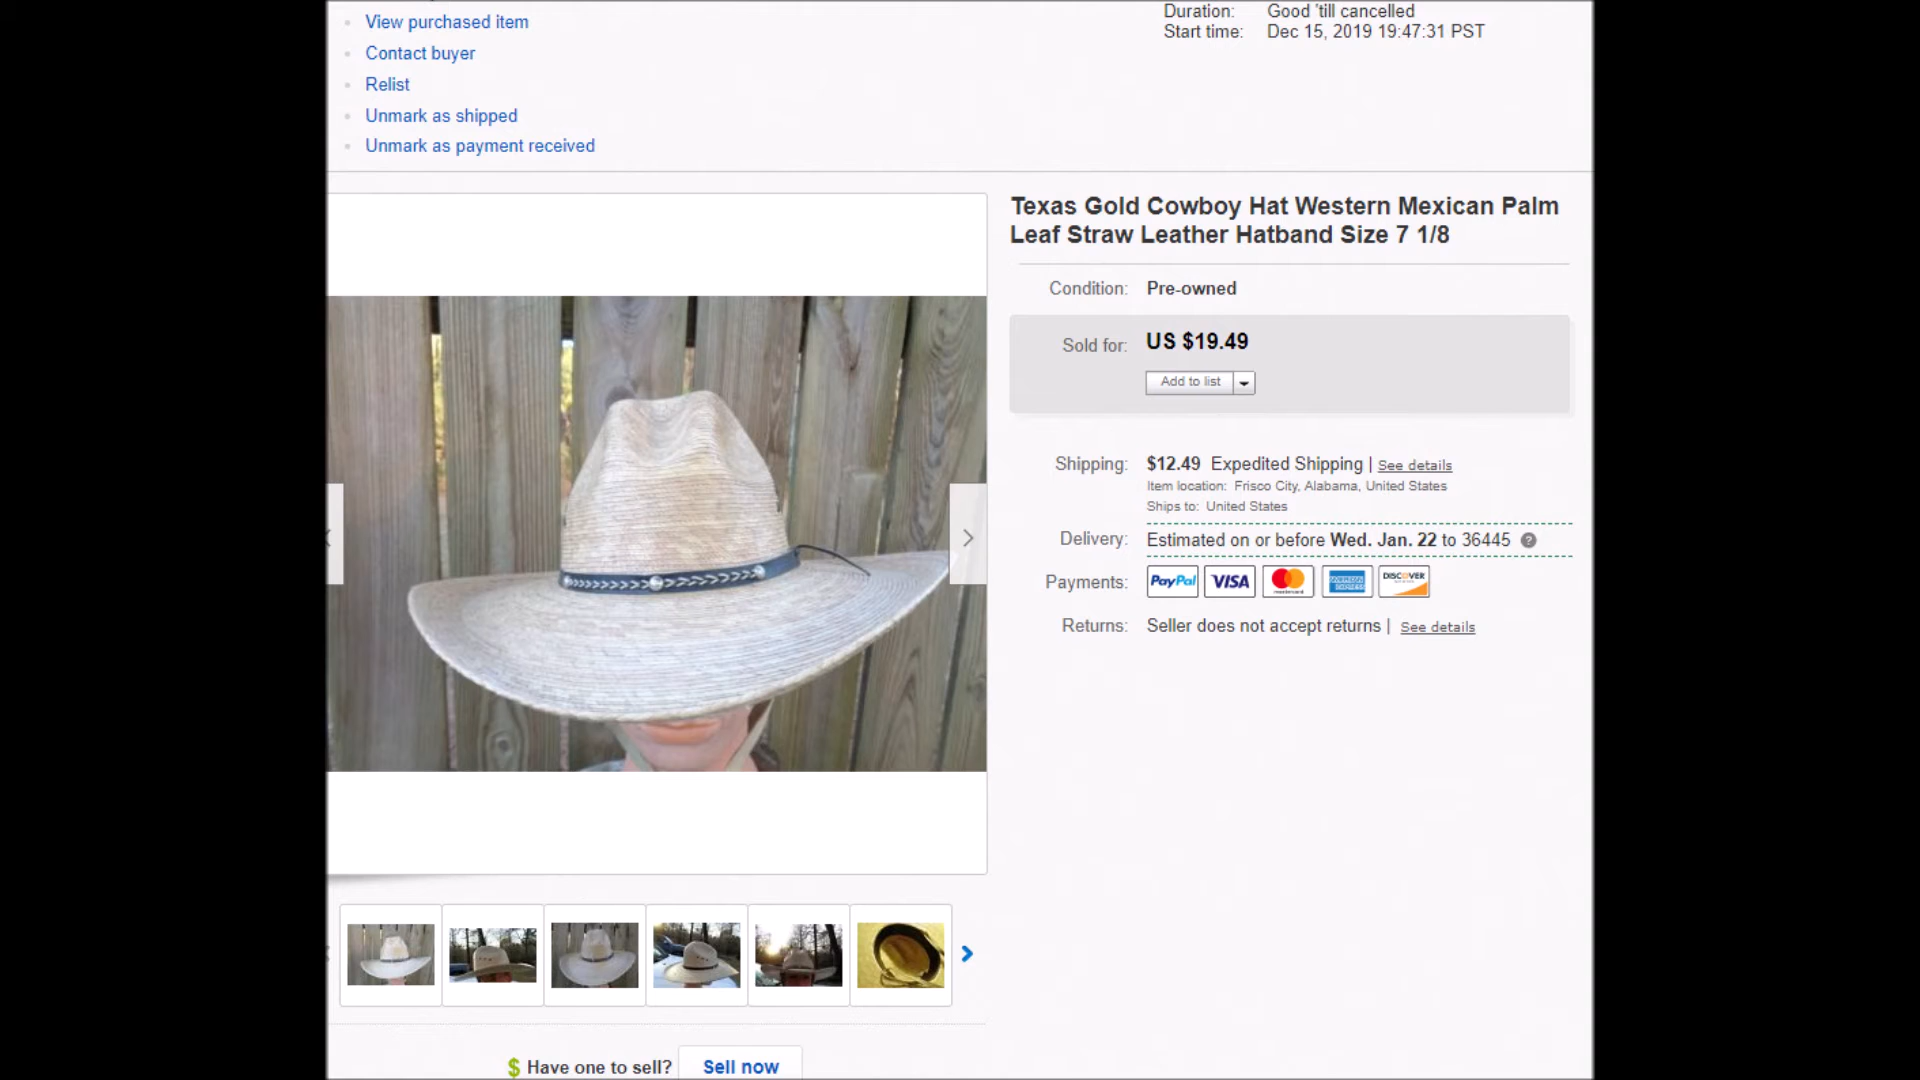 View purchased item
Contact buyer
Relist
Unmark as shipped
Unmark as payment received
Duration: Good 'till cancelled
Start time: Dec 15, 2019 19:47:31 PST
Texas Gold Cowboy Hat Western Mexican Palm
Leaf Straw Leather Hatband Size 7 1/8
Condition: Pre-owned
Sold for: US $19.49
Add to list
Shipping: $12.49 Expedited Shipping | See details
Item location: Frisco City, Alabama, United States
Ships to: United States
Delivery: Estimated on or before Wed. Jan. 22 to 36445 ?
Payments: PayPal VISA mastercard AMERICAN EXPRESS DISCOVER
Returns: Seller does not accept returns | See details
$ Have one to sell? Sell now